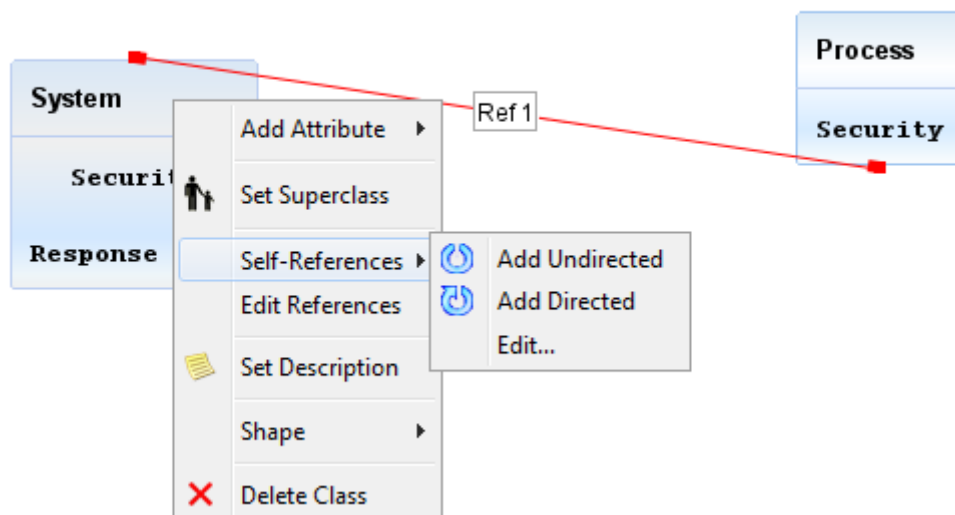 Process
System
Ref 1
Security
Add Attribute
Set Superclass
Response
Self-References
Edit References
Add Undirected
Add Directed
Edit...
Set Description
Shape
Delete Class